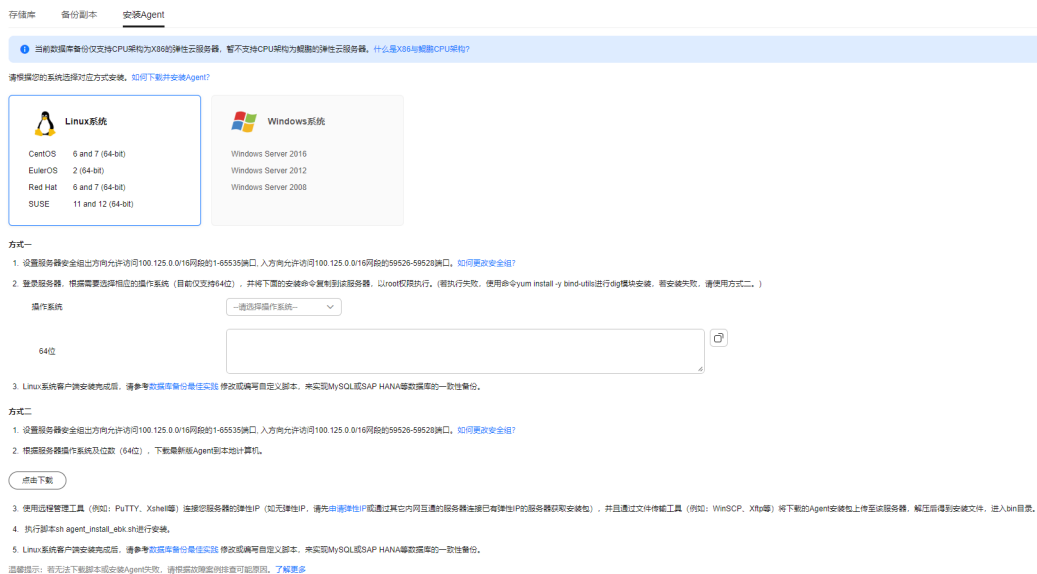 存储库 备份副本 安装Agent
当前数据库备份仅支持CPU架构为X86的弹性云服务器，暂不支持CPU架构为鲲鹏的弹性云服务器。什么是X86与鲲鹏CPU架构?
请根据您的系统选择对应方式安装。如何下载并安装Agent?
Linux系统
CentOS 6 and 7 (64-bit)
EulerOS 2 (64-bit)
Red Hat 6 and 7 (64-bit)
SUSE 11 and 12 (64-bit)
Windows系统
Windows Server 2016
Windows Server 2012
Windows Server 2008
方式一
1. 设置服务器安全组出方向允许访问100.125.0.0/16网段的1-65535端口, 入方向允许访问100.125.0.0/16网段的59526-59528端口。如何更改安全组?
2. 登录服务器，根据需要选择相应的操作系统（目前仅支持64位），并将下面的安装命令复制到该服务器，以root权限执行。(若执行失败，使用命令yum install -y bind-utils进行dig模块安装，若安装失败，请使用方式二。)
操作系统 --请选择操作系统--
64位
3. Linux系统客户端安装完成后，请参考数据库备份最佳实践 修改或编写自定义脚本，来实现MySQL或SAP HANA等数据库的一致性备份。
方式二
1. 设置服务器安全组出方向允许访问100.125.0.0/16网段的1-65535端口, 入方向允许访问100.125.0.0/16网段的59526-59528端口。如何更改安全组?
2. 根据服务器操作系统及位数（64位），下载最新版Agent到本地计算机。
点击下载
3. 使用远程管理工具（例如：PuTTY、Xshell等）连接您服务器的弹性IP（如无弹性IP，请先申请弹性IP或通过其它内网互通的服务器连接已有弹性IP的服务器获取安装包），并且通过文件传输工具（例如：WinSCP、Xftp等）将下载的Agent安装包上传至该服务器，解压后得到安装文件，进入bin目录。
4. 执行脚本sh agent_install_ebk.sh进行安装。
5. Linux系统客户端安装完成后，请参考数据库备份最佳实践 修改或编写自定义脚本，来实现MySQL或SAP HANA等数据库的一致性备份。
温馨提示：若无法下载脚本或安装Agent失败，请根据故障案例排查可能原因。了解更多